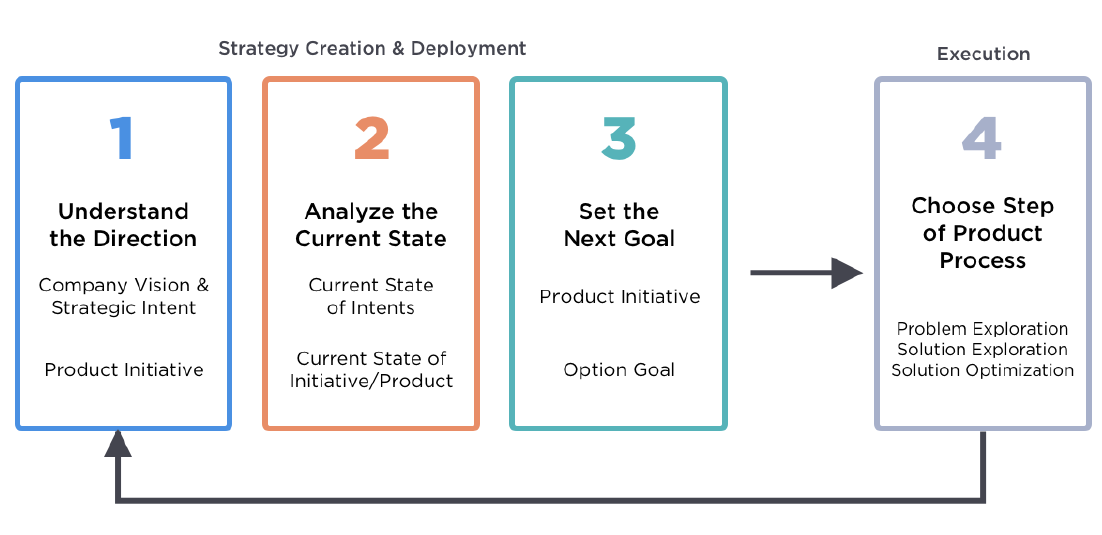 Strategy Creation & Deployment
Execution
1
Understand
the Direction
Company Vision &
Strategic Intent
Product Initiative
2
Analyze the
Current State
Current State
of Intents
Current State of
Initiative/Product
3
Set the
Next Goal
Product Initiative
Option Goal
4
Choose Step
of Product
Process
Problem Exploration
Solution Exploration
Solution Optimization